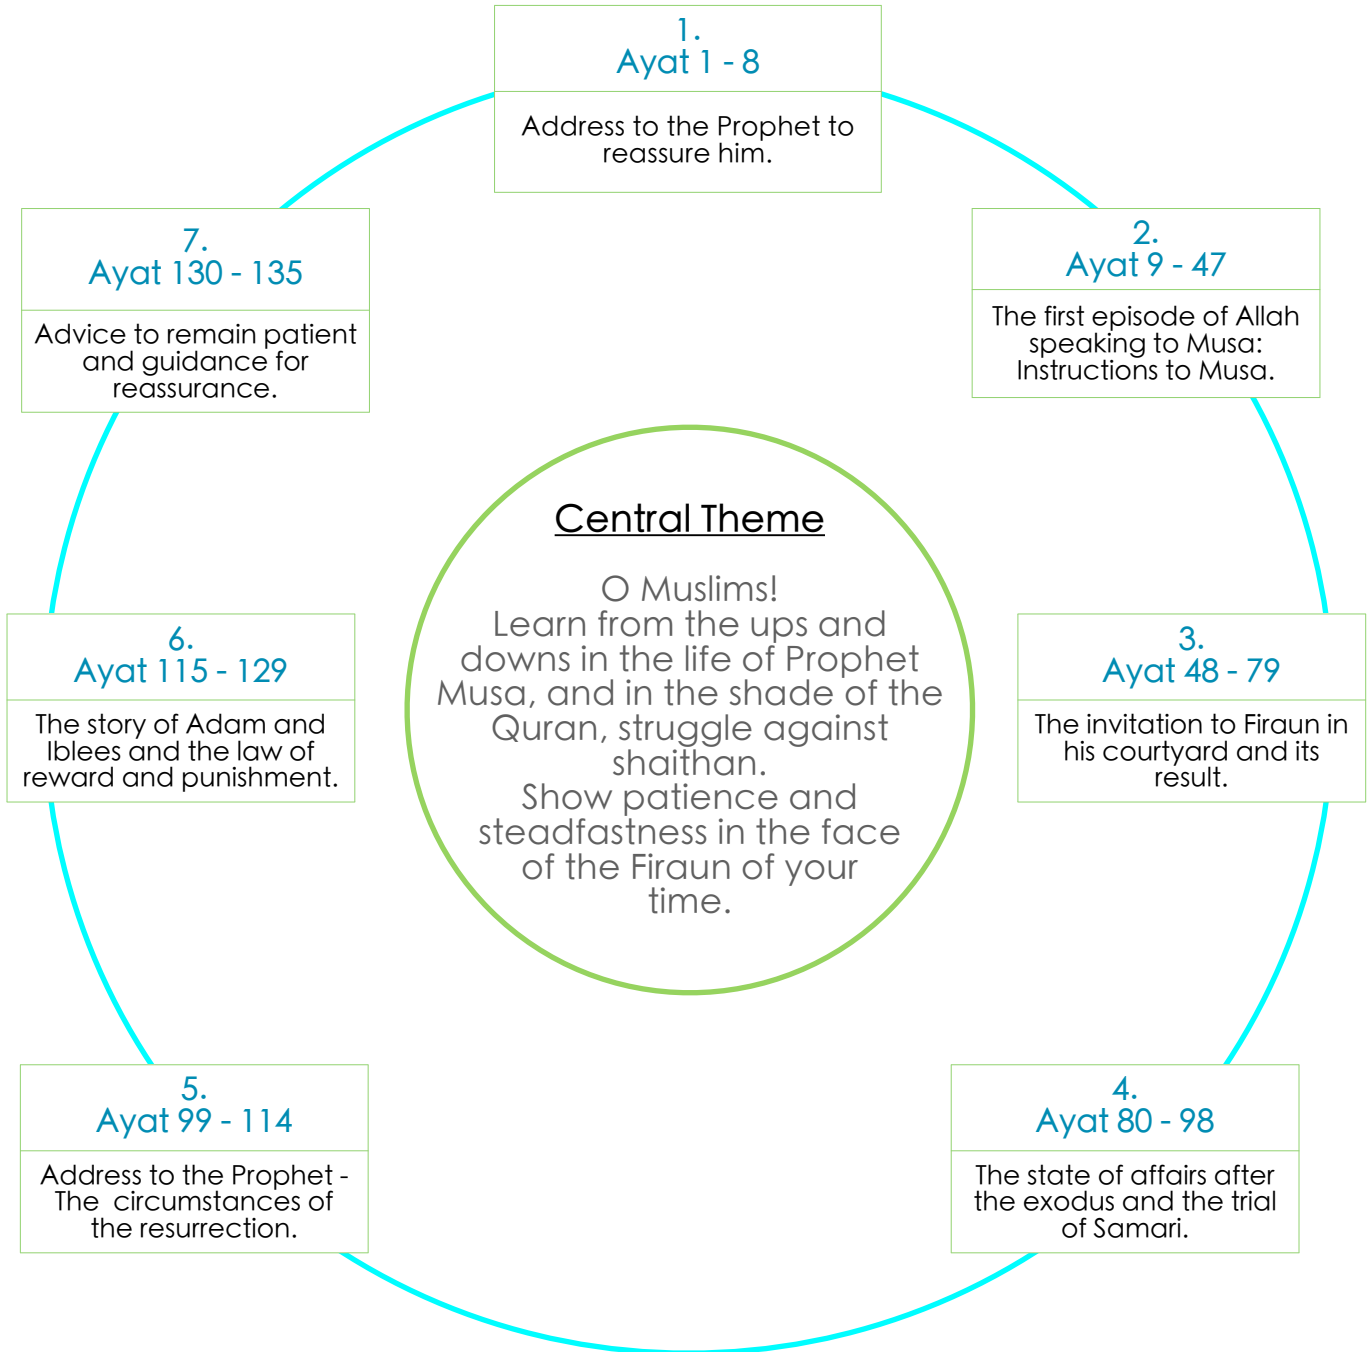 1.
Ayat 1 - 8
Address to the Prophet to
reassure him.
2.
Ayat 9 - 47
The first episode of Allah
speaking to Musa:
Instructions to Musa.
3.
Ayat 48 - 79
The invitation to Firaun in
his courtyard and its
result.
4.
Ayat 80 - 98
The state of affairs after
the exodus and the trial
of Samari.
5.
Ayat 99 - 114
Address to the Prophet -
The circumstances of
the resurrection.
6.
Ayat 115 - 129
The story of Adam and
Iblees and the law of
reward and punishment.
7.
Ayat 130 - 135
Advice to remain patient
and guidance for
reassurance.
Central Theme
O Muslims!
Learn from the ups and
downs in the life of Prophet
Musa, and in the shade of the
Quran, struggle against
shaithan.
Show patience and
steadfastness in the face
of the Firaun of your
time.